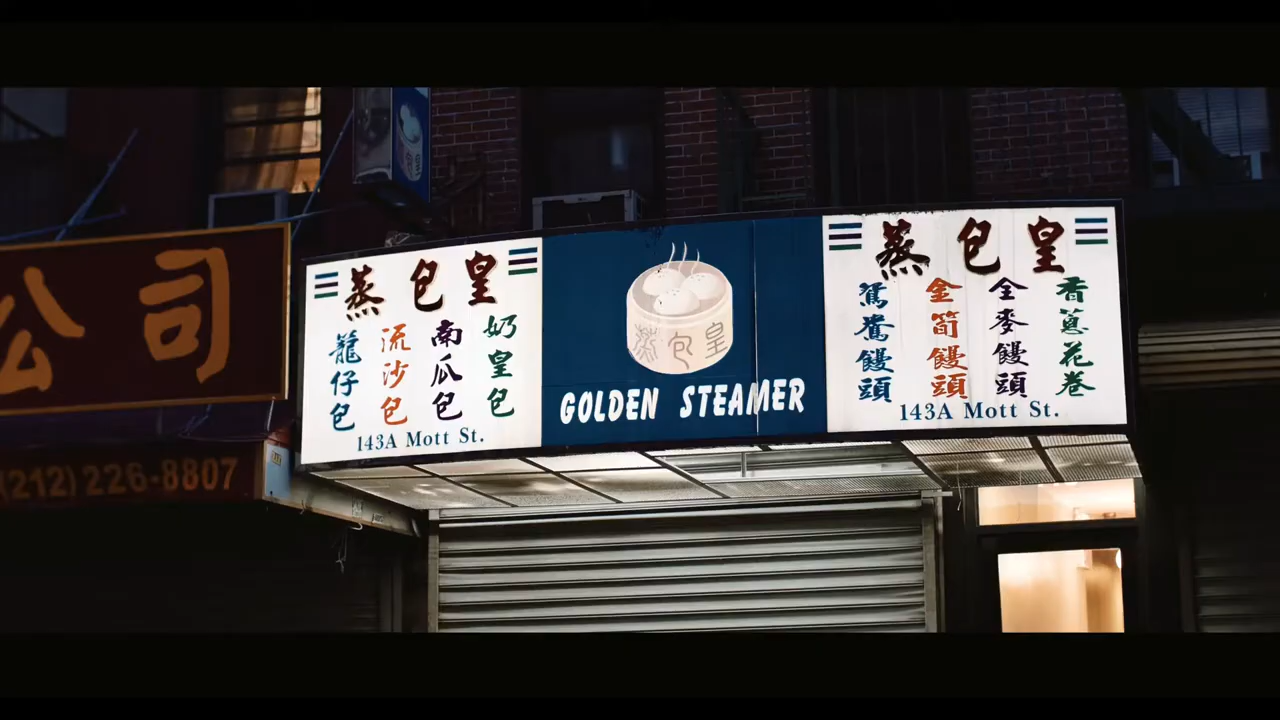 公司
(212) 226-8807
蒸包皇
籠仔包
流沙包
南瓜包
奶皇包
143A Mott St.
蒸包皇
GOLDEN STEAMER
蒸包皇
鴛鴦饅頭
金筍饅頭
全麥饅頭
香蔥花卷
143A Mott St.